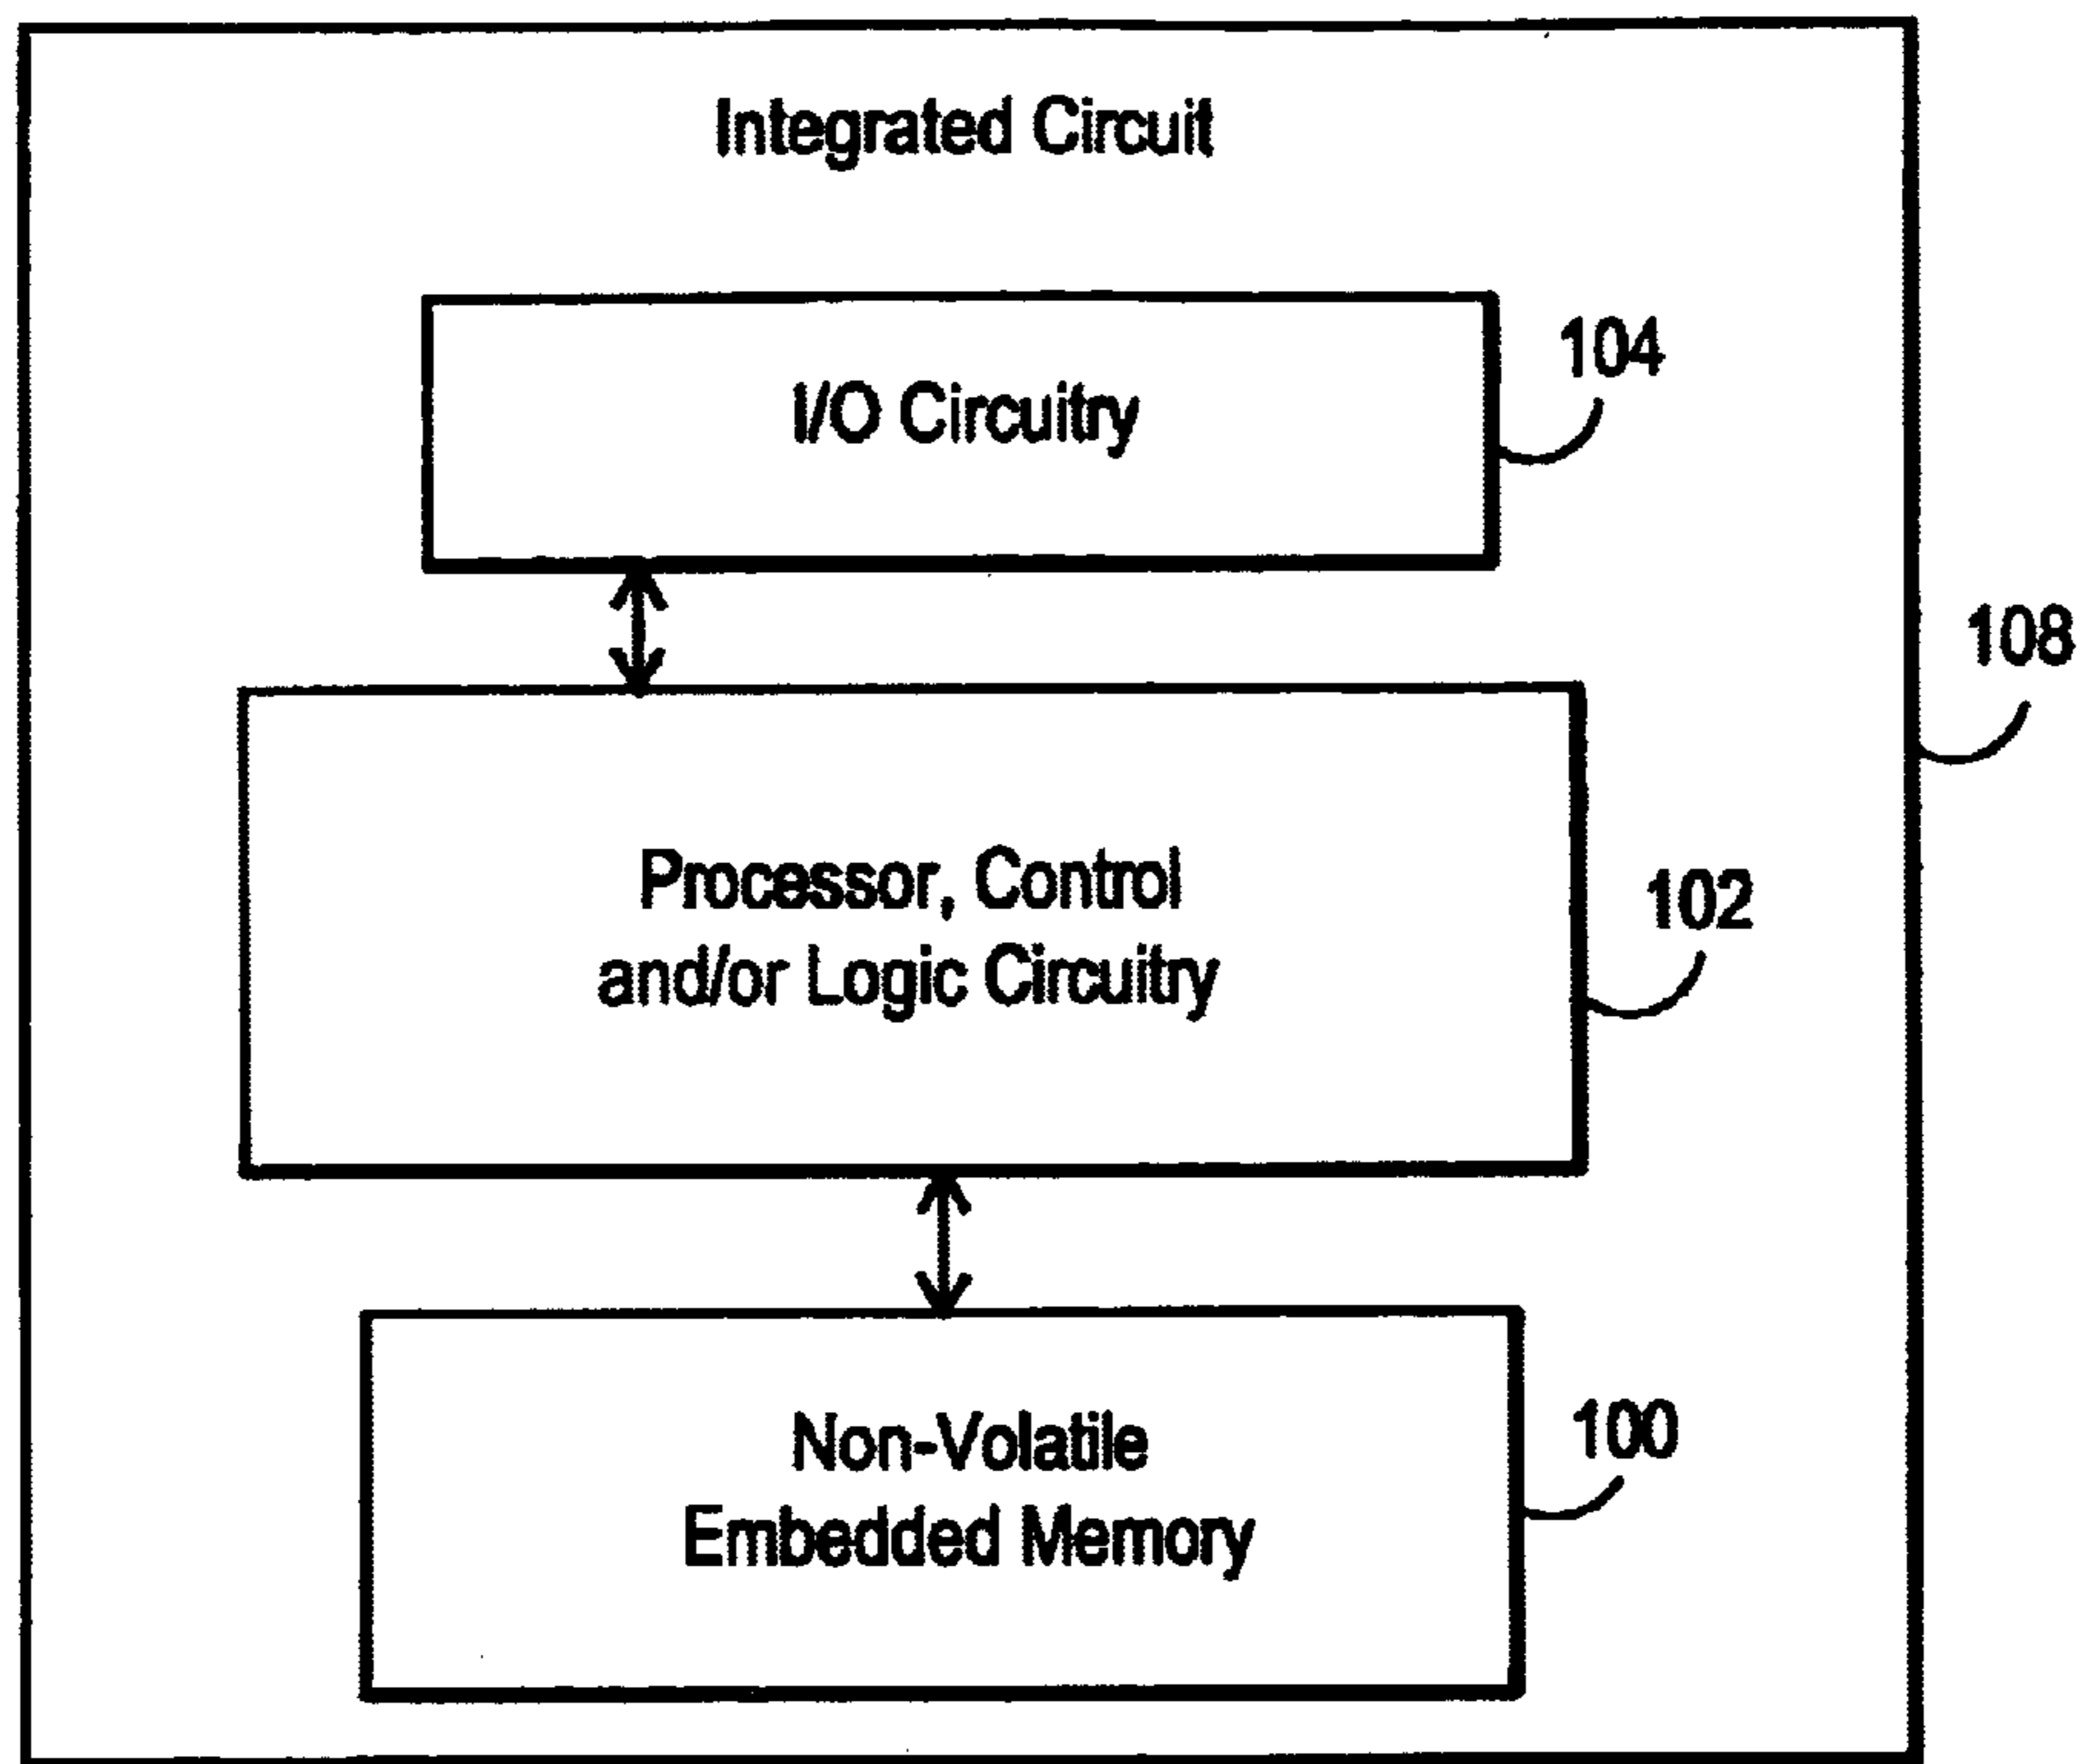 Integrated Circuit
I/O Circuitry
104
108
Processor, Control
and/or Logic Circuitry
102
Non-Volatile
Embedded Memory
100